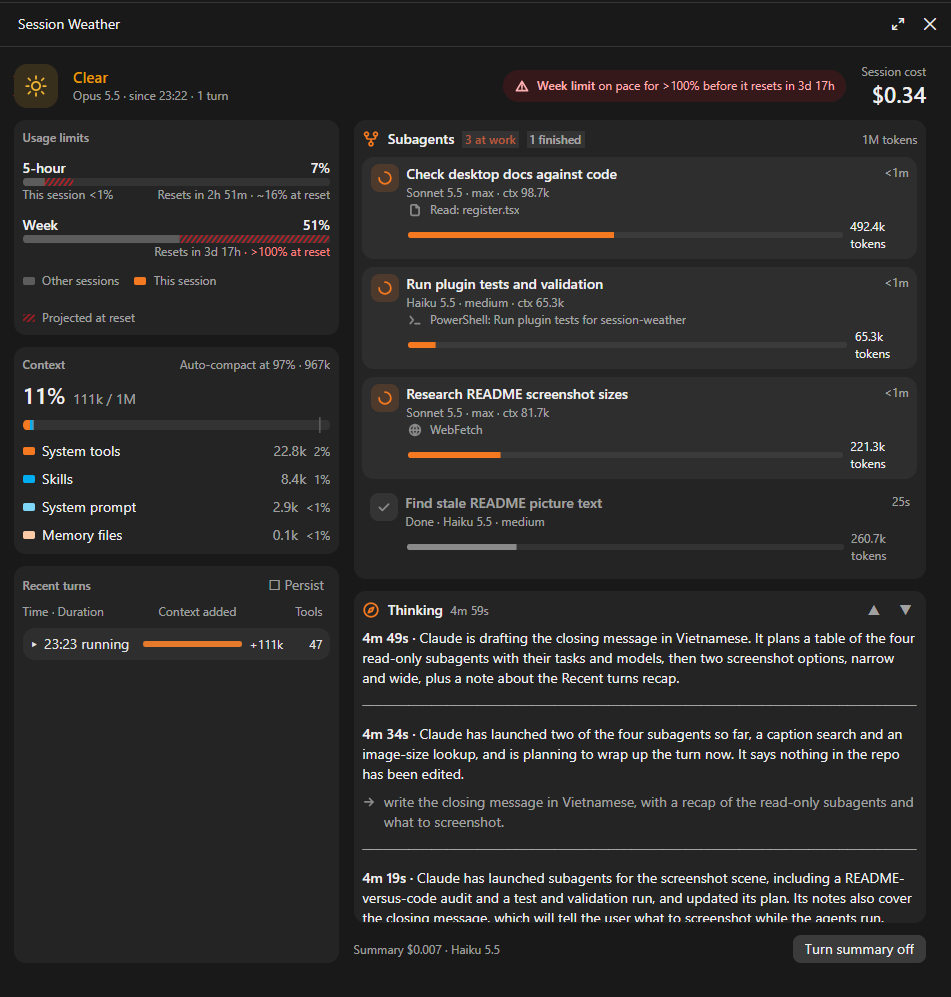 Session Weather
Clear
Opus 5.5 · since 23:22 · 1 turn
Week limit on pace for >100% before it resets in 3d 17h
Session cost
$0.34
Usage limits
5-hour 7%
This session <1% Resets in 2h 51m · ~16% at reset
Week 51%
Resets in 3d 17h · >100% at reset
Other sessions This session
Projected at reset
Context Auto-compact at 97% · 967k
11% 111k / 1M
System tools 22.8k 2%
Skills 8.4k 1%
System prompt 2.9k <1%
Memory files 0.1k <1%
Recent turns Persist
Time · Duration Context added Tools
23:23 running +111k 47
Subagents 3 at work 1 finished 1M tokens
Check desktop docs against code <1m
Sonnet 5.5 · max · ctx 98.7k
Read: register.tsx
492.4k
tokens
Run plugin tests and validation <1m
Haiku 5.5 · medium · ctx 65.3k
PowerShell: Run plugin tests for session-weather
65.3k
tokens
Research README screenshot sizes <1m
Sonnet 5.5 · max · ctx 81.7k
WebFetch
221.3k
tokens
Find stale README picture text 25s
Done · Haiku 5.5 · medium
260.7k
tokens
Thinking 4m 59s
4m 49s · Claude is drafting the closing message in Vietnamese. It plans a table of the four
read-only subagents with their tasks and models, then two screenshot options, narrow
and wide, plus a note about the Recent turns recap.
4m 34s · Claude has launched two of the four subagents so far, a caption search and an
image-size lookup, and is planning to wrap up the turn now. It says nothing in the repo
has been edited.
→ write the closing message in Vietnamese, with a recap of the read-only subagents and
what to screenshot.
4m 19s · Claude has launched subagents for the screenshot scene, including a README-
versus-code audit and a test and validation run, and updated its plan. Its notes also cover
the closing message, which will tell the user what to screenshot while the agents run.
Summary $0.007 · Haiku 5.5
Turn summary off